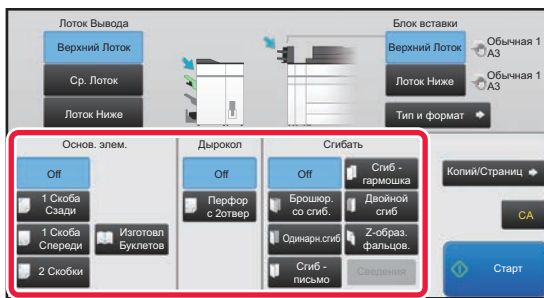 Лоток Вывода
Блок вставки
Верхний Лоток
Ср. Лоток
Лоток Ниже
Верхний Лоток
Обычная 1
A3
Лоток Ниже
Обычная 1
A3
Тип и формат
Основ. элем.
Дырокол
Сгибать
Off
Off
Off
Сгиб -
гармошка
1 Скоба
Сзади
Перфор
с 2отвер
Брошюр.
со сгиб.
Двойной
сгиб
1 Скоба
Спереди
Изготовл
Буклетов
Одинарн.сгиб
Z-образ.
фальцов.
2 Скобки
Сгиб -
письмо
Сведения
Копий/Страниц
CA
Старт